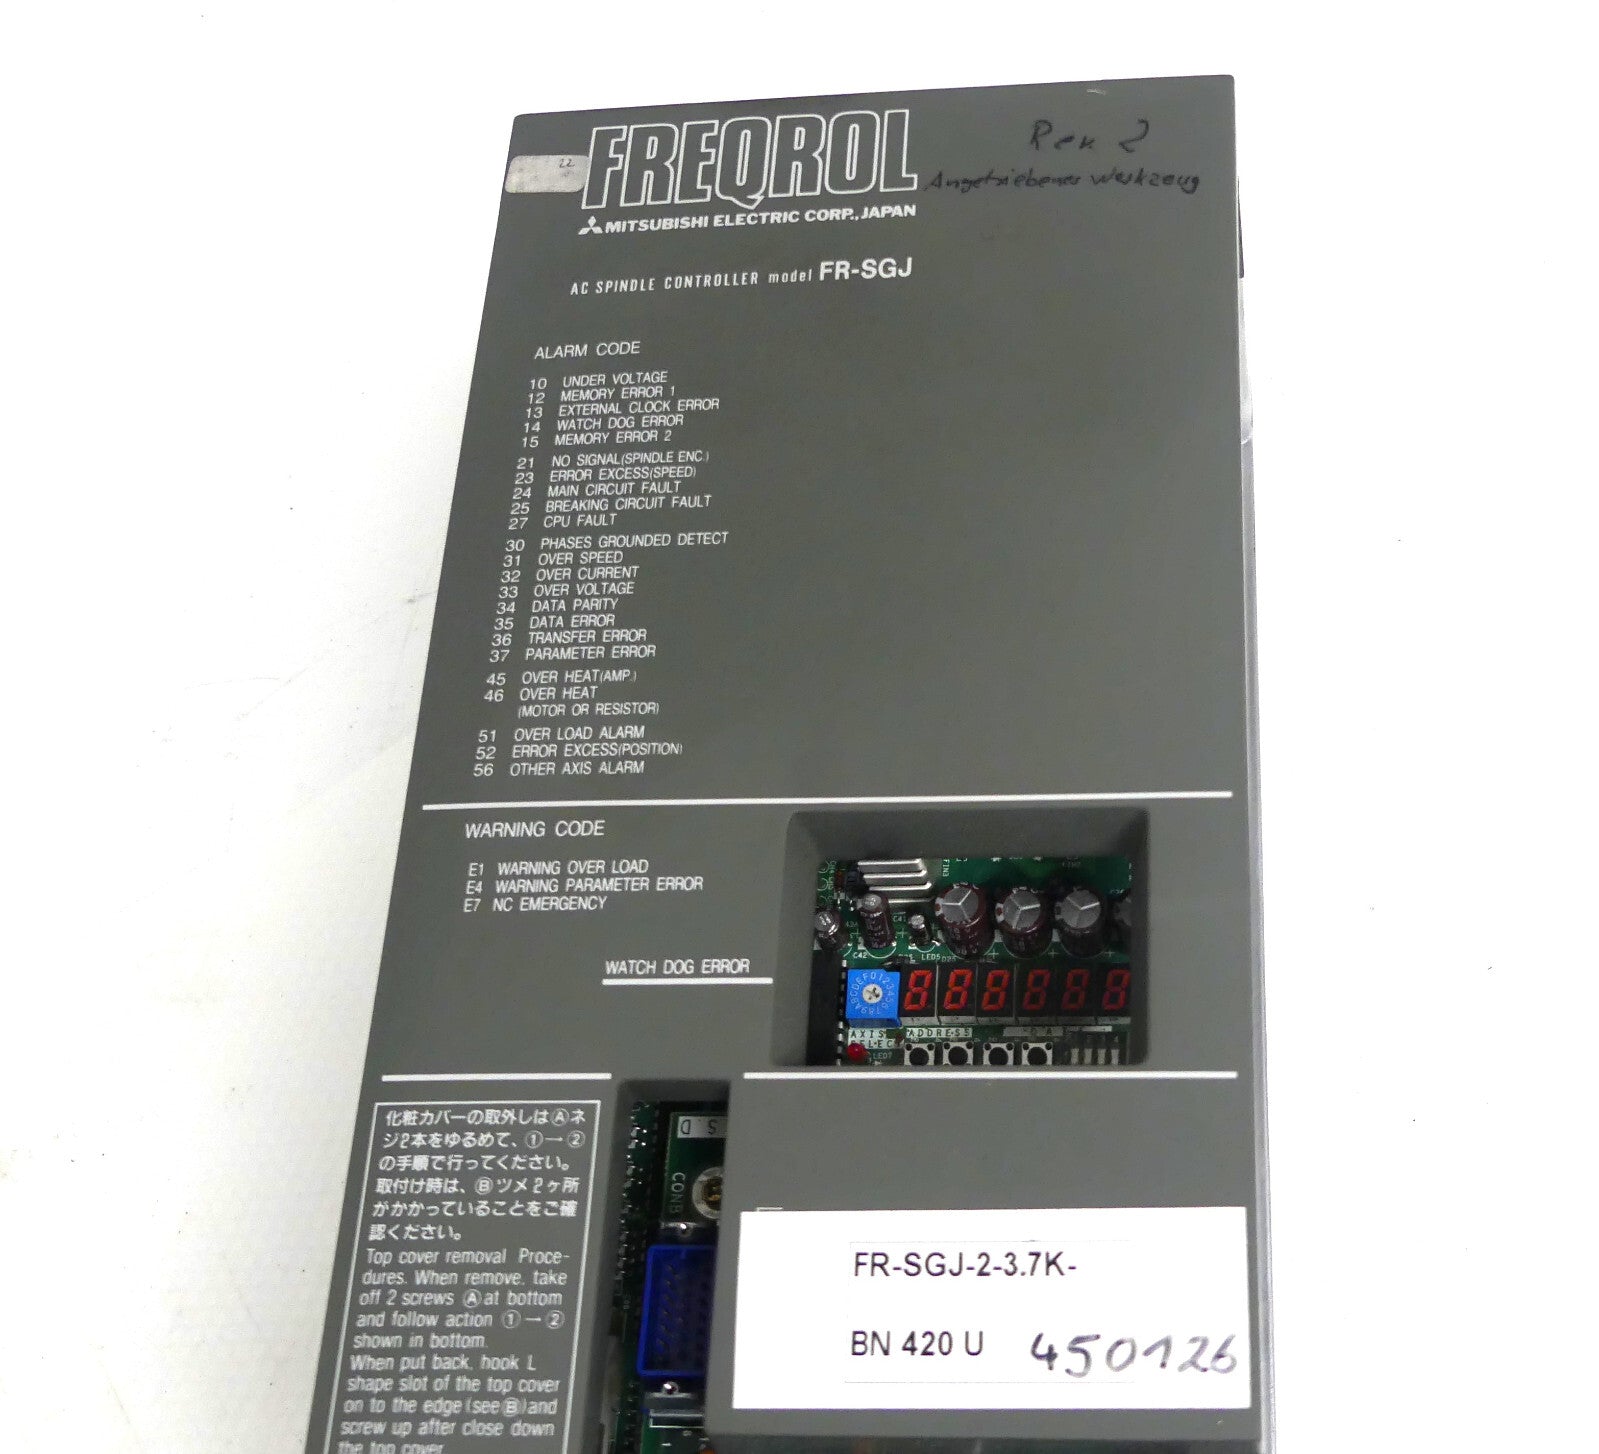 FREQROL
MITSUBISHI ELECTRIC CORP., JAPAN
Rev 2
Angetriebenes Werkzeug
22
AC SPINDLE CONTROLLER model FR-SGJ
ALARM CODE
10 UNDER VOLTAGE
12 MEMORY ERROR 1
13 EXTERNAL CLOCK ERROR
14 WATCH DOG ERROR
15 MEMORY ERROR 2
21 NO SIGNAL(SPINDLE ENC.)
23 ERROR EXCESS(SPEED)
24 MAIN CIRCUIT FAULT
25 BREAKING CIRCUIT FAULT
27 CPU FAULT
30 PHASES GROUNDED DETECT
31 OVER SPEED
32 OVER CURRENT
33 OVER VOLTAGE
34 DATA PARITY
35 DATA ERROR
36 TRANSFER ERROR
37 PARAMETER ERROR
45 OVER HEAT(AMP.)
46 OVER HEAT
(MOTOR OR RESISTOR)
51 OVER LOAD ALARM
52 ERROR EXCESS(POSITION)
56 OTHER AXIS ALARM
WARNING CODE
E1 WARNING OVER LOAD
E4 WARNING PARAMETER ERROR
E7 NC EMERGENCY
WATCH DOG ERROR
FIN3
C42
C41
LED5
AXIS
ADDRESS
LED7
化粧カバーの取外しはⒶネ
ジ2本をゆるめて、①→②
の手順で行ってください。
取付け時は、Ⓑツメ2ヶ所
がかかっていることをご確
認ください。
Top cover removal Proce-
dures. When remove, take
off 2 screws Ⓐ at bottom
and follow action ①→②
shown in bottom.
When put back, hook L
shape slot of the top cover
on to the edge (see Ⓑ) and
screw up after close down
the top cover
CONB
FR-SGJ-2-3.7K-
BN 420 U
450126